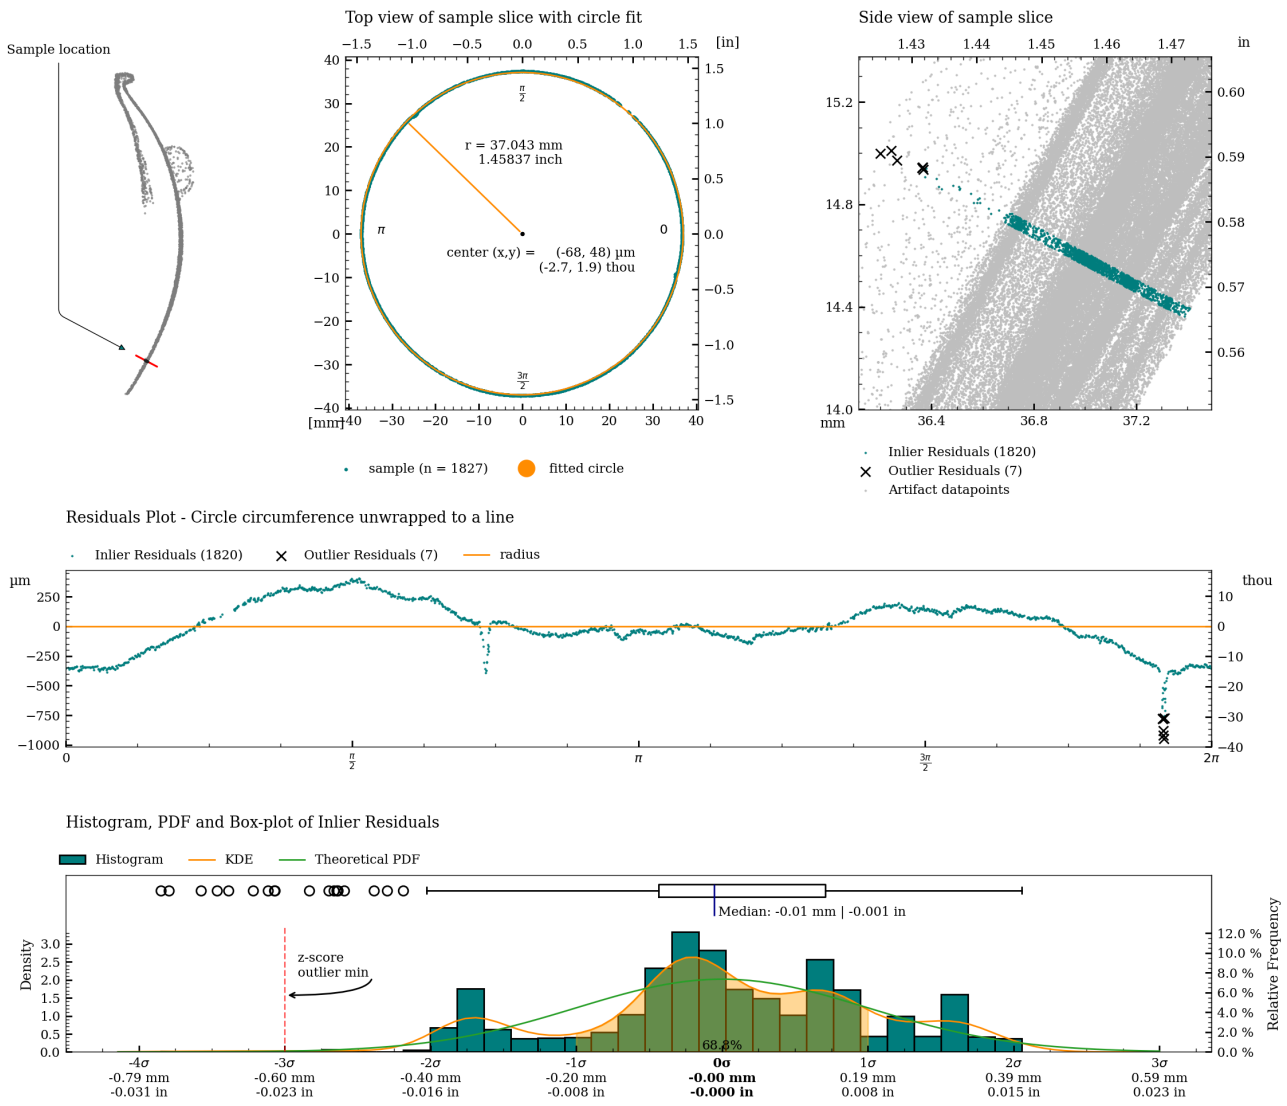 Sample location
Top view of sample slice with circle fit
−1.5 −1.0 −0.5 0.0 0.5 1.0 1.5 [in]
40
30
20
10
0
−10
−20
−30
−40
1.5
1.0
0.5
0.0
−0.5
−1.0
−1.5
π/2
r = 37.043 mm
1.45837 inch
π
0
center (x,y) = (-68, 48) µm
(-2.7, 1.9) thou
3π/2
[mm] −40 −30 −20 −10 0 10 20 30 40
sample (n = 1827)
fitted circle
Side view of sample slice
1.43 1.44 1.45 1.46 1.47 in
15.2
14.8
14.4
14.0
0.60
0.59
0.58
0.57
0.56
mm 36.4 36.8 37.2
Inlier Residuals (1820)
Outlier Residuals (7)
Artifact datapoints
Residuals Plot - Circle circumference unwrapped to a line
Inlier Residuals (1820) Outlier Residuals (7) radius
µm
250
0
−250
−500
−750
−1000
thou
10
0
−10
−20
−30
−40
0 π/2 π 3π/2 2π
Histogram, PDF and Box-plot of Inlier Residuals
Histogram KDE Theoretical PDF
Median: -0.01 mm | -0.001 in
z-score
outlier min
Density
3.0
2.5
2.0
1.5
1.0
0.5
0.0
12.0 %
10.0 %
8.0 %
6.0 %
4.0 %
2.0 %
0.0 %
Relative Frequency
68.8%
-4σ -3σ -2σ -1σ 0σ 1σ 2σ 3σ
-0.79 mm -0.60 mm -0.40 mm -0.20 mm -0.00 mm 0.19 mm 0.39 mm 0.59 mm
-0.031 in -0.023 in -0.016 in -0.008 in -0.000 in 0.008 in 0.015 in 0.023 in